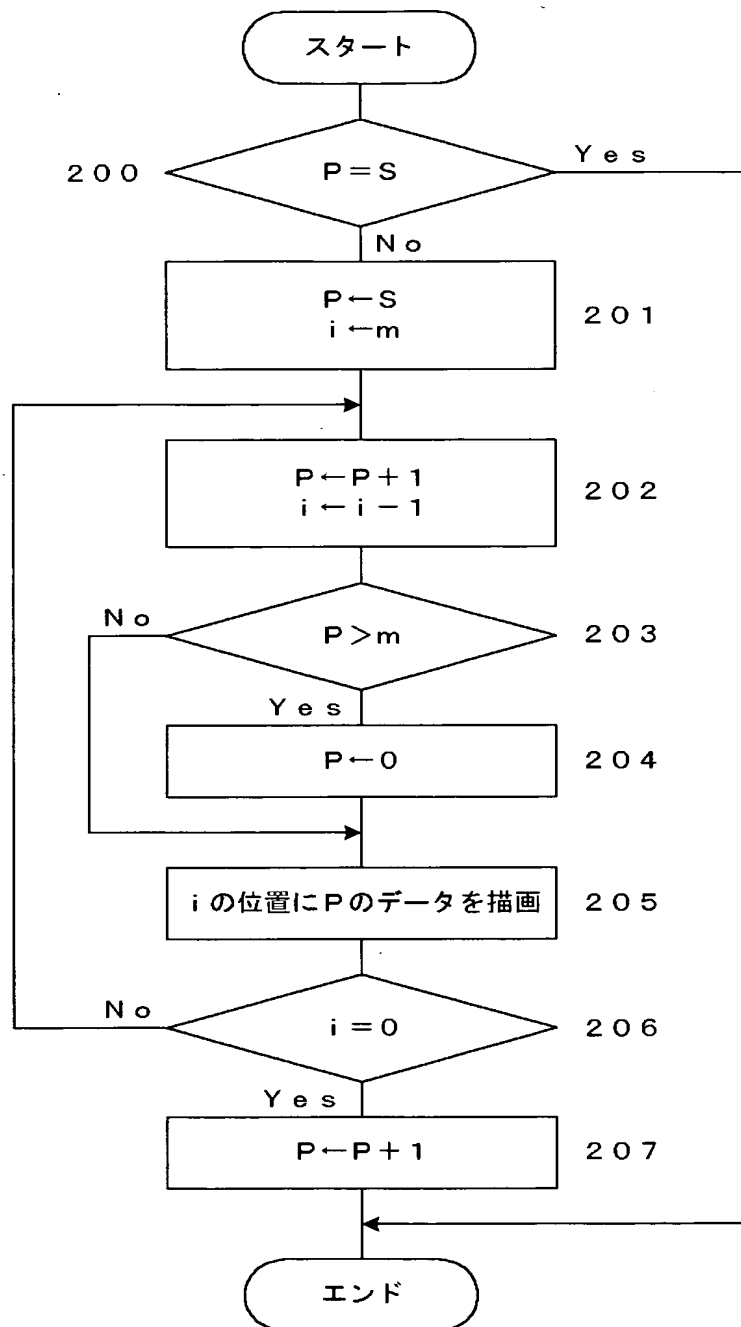 スタート
200
P=S
Yes
No
P←S
i←m
201
P←P+1
i←i-1
202
No
P>m
203
Yes
P←0
204
iの位置にPのデータを描画
205
No
i=0
206
Yes
P←P+1
207
エンド